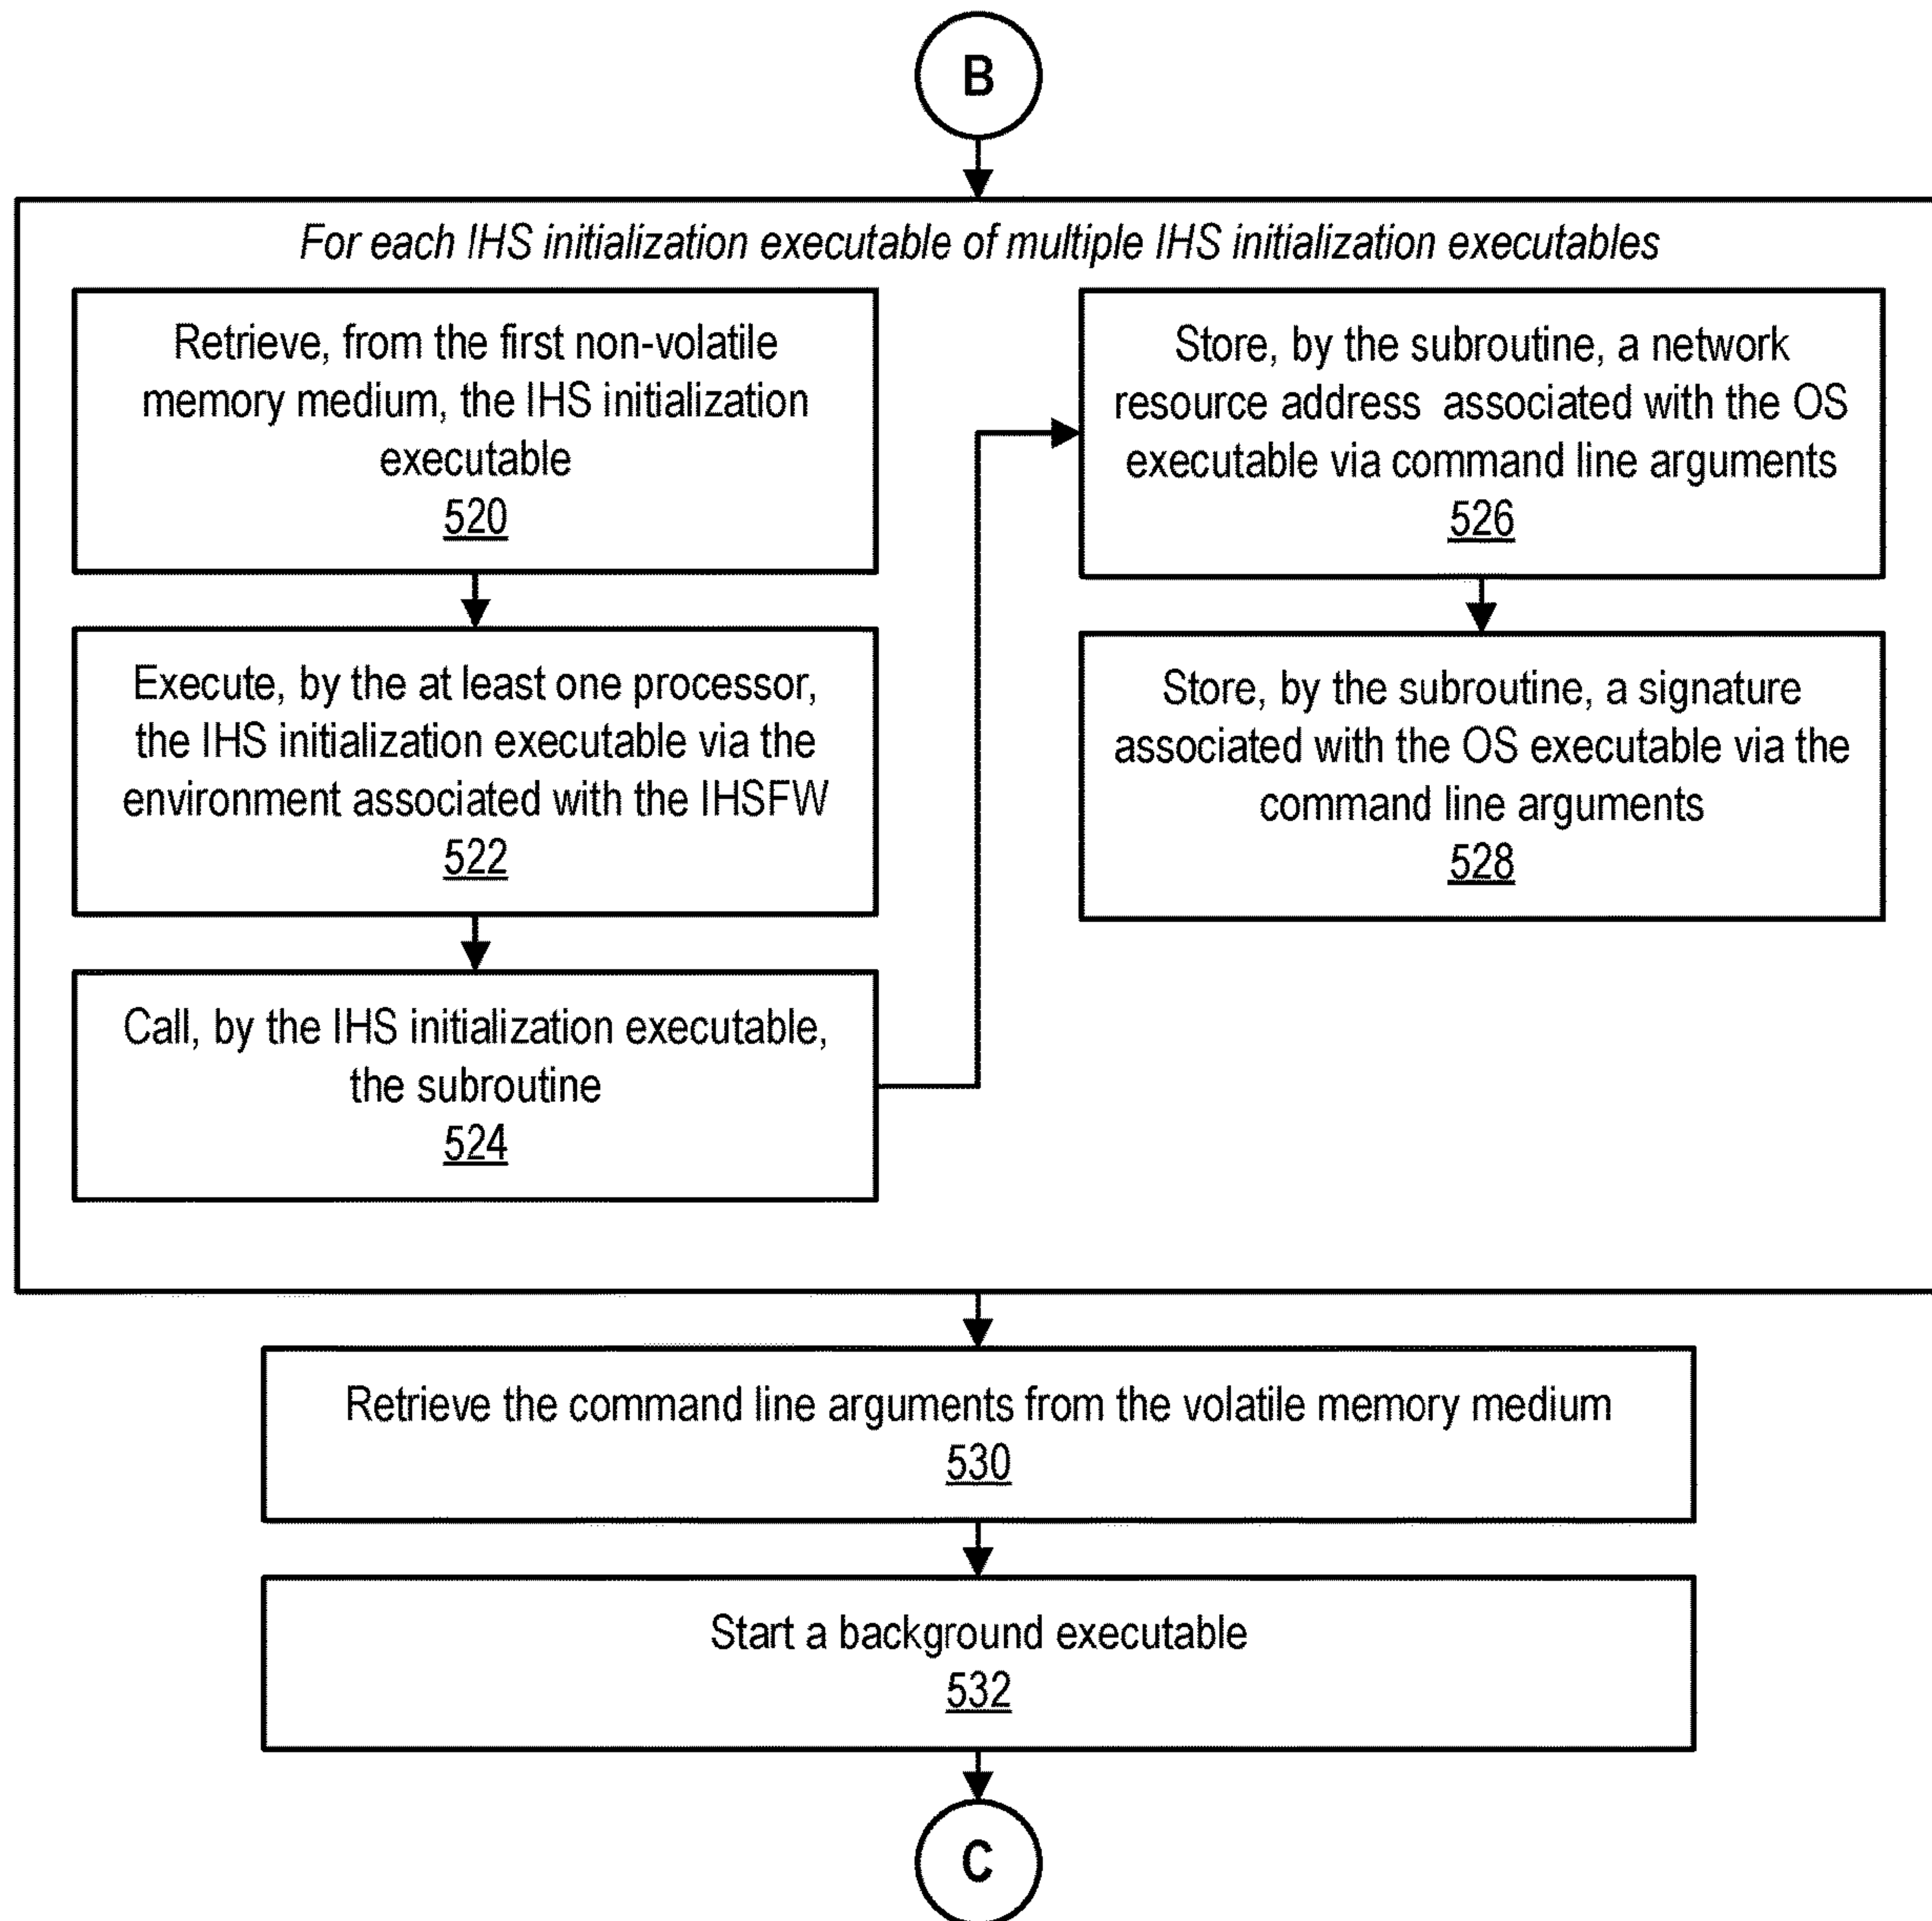 B
For each IHS initialization executable of multiple IHS initialization executables
Retrieve, from the first non-volatile
memory medium, the IHS initialization
executable
520
Execute, by the at least one processor,
the IHS initialization executable via the
environment associated with the IHSFW
522
Call, by the IHS initialization executable,
the subroutine
524
Store, by the subroutine, a network
resource address associated with the OS
executable via command line arguments
526
Store, by the subroutine, a signature
associated with the OS executable via the
command line arguments
528
Retrieve the command line arguments from the volatile memory medium
530
Start a background executable
532
C